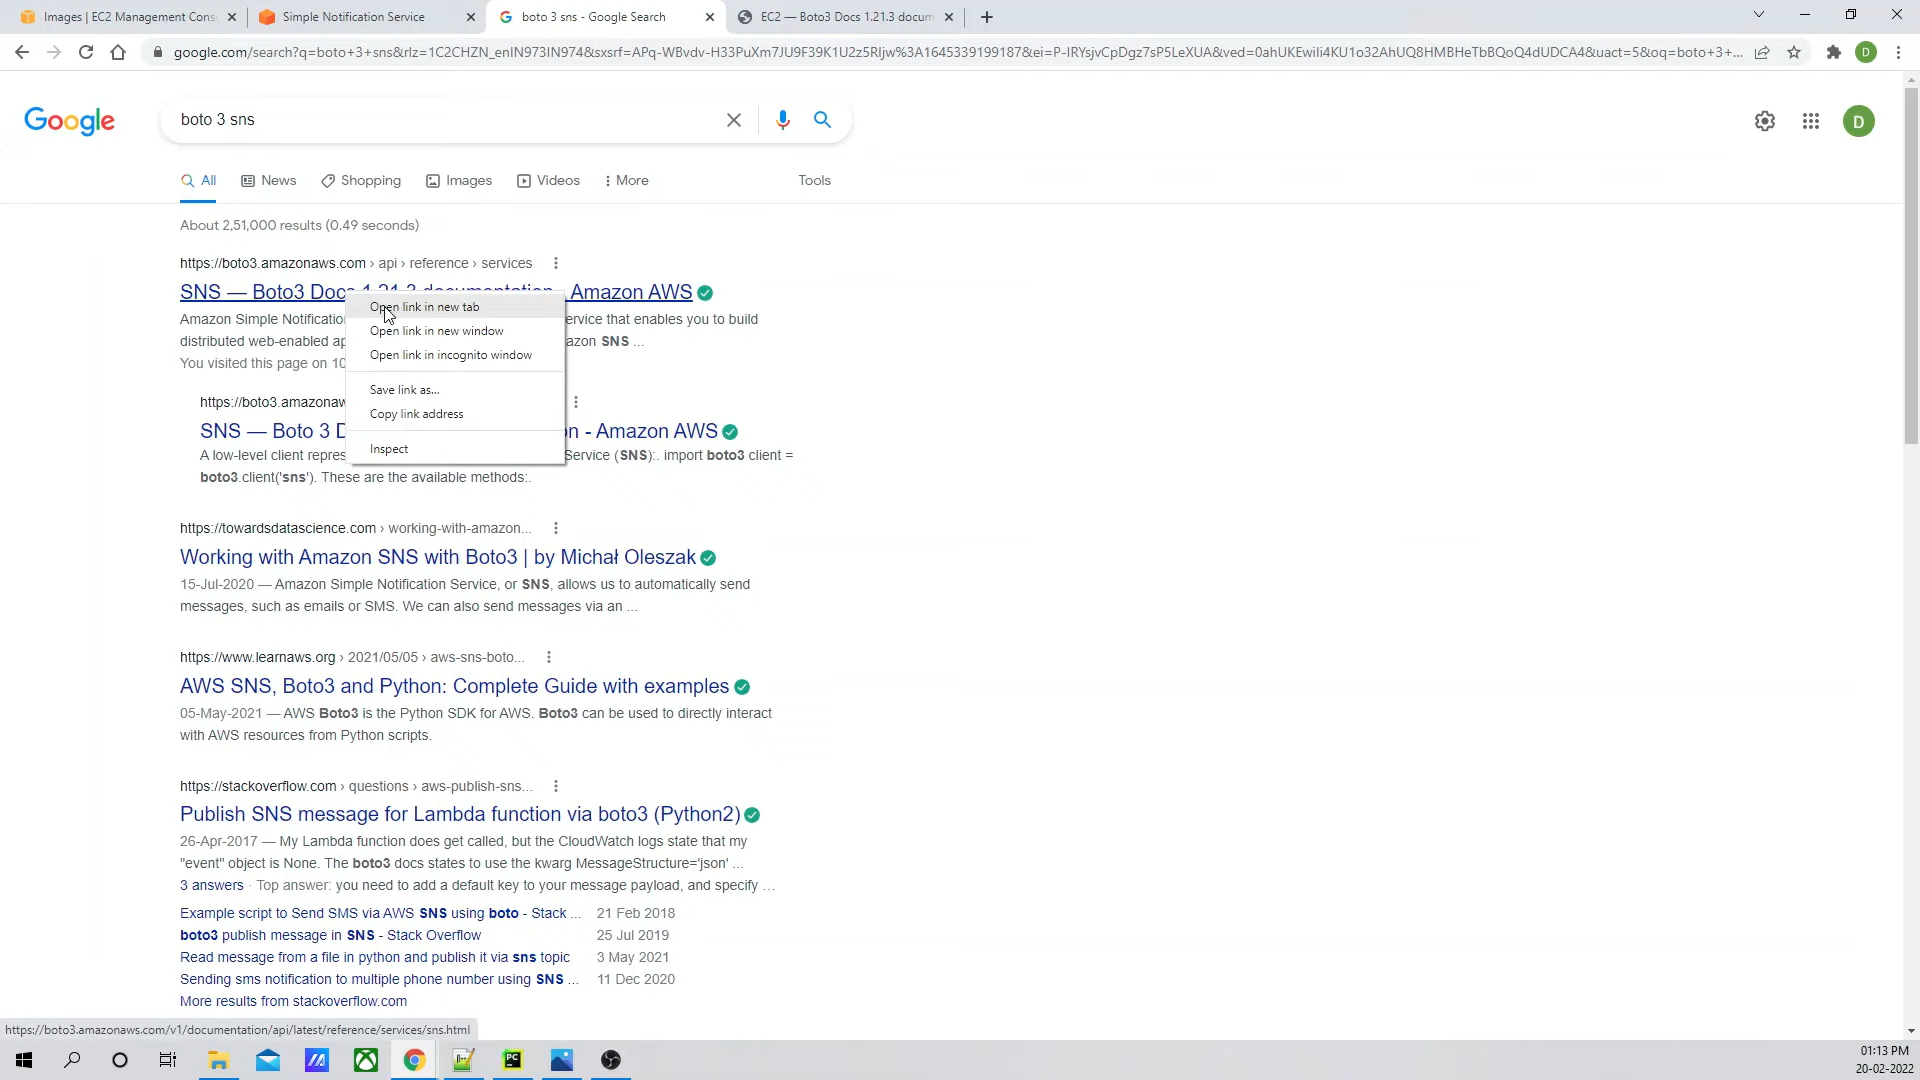 Images | EC2 Management Cons
Simple Notification Service
boto 3 sns - Google Search
EC2 — Boto3 Docs 1.21.3 docum
google.com/search?q=boto+3+sns&rlz=1C2CHZN_enIN973IN974&sxsrf=APq-WBvdv-H33PuXm7JU9F39K1U2z5RIjw%3A1645339199187&ei=P-IRYsjvCpDgz7sP5LeXUA&ved=0ahUKEwiIi4KU1o32AhUQ8HMBHeTbBQoQ4dUDCA4&uact=5&oq=boto+3+...
D
Google
boto 3 sns
D
All
News
Shopping
Images
Videos
More
Tools
About 2,51,000 results (0.49 seconds)
https://boto3.amazonaws.com › api › reference › services
SNS — Boto3 Docs 1.21.3 documentation - Amazon AWS
Open link in new tab
Amazon Simple Notificatio ervice that enables you to build
Open link in new window
distributed web-enabled ap azon SNS ...
Open link in incognito window
You visited this page on 10
Save link as...
https://boto3.amazonaw
Copy link address
SNS — Boto 3 D n - Amazon AWS
Inspect
A low-level client repres Service (SNS):. import boto3 client =
boto3.client('sns'). These are the available methods:.
https://towardsdatascience.com › working-with-amazon...
Working with Amazon SNS with Boto3 | by Michał Oleszak
15-Jul-2020 — Amazon Simple Notification Service, or SNS, allows us to automatically send
messages, such as emails or SMS. We can also send messages via an ...
https://www.learnaws.org › 2021/05/05 › aws-sns-boto...
AWS SNS, Boto3 and Python: Complete Guide with examples
05-May-2021 — AWS Boto3 is the Python SDK for AWS. Boto3 can be used to directly interact
with AWS resources from Python scripts.
https://stackoverflow.com › questions › aws-publish-sns...
Publish SNS message for Lambda function via boto3 (Python2)
26-Apr-2017 — My Lambda function does get called, but the CloudWatch logs state that my
"event" object is None. The boto3 docs states to use the kwarg MessageStructure='json' ...
3 answers · Top answer: you need to add a default key to your message payload, and specify …
Example script to Send SMS via AWS SNS using boto - Stack ... 21 Feb 2018
boto3 publish message in SNS - Stack Overflow 25 Jul 2019
Read message from a file in python and publish it via sns topic 3 May 2021
Sending sms notification to multiple phone number using SNS ... 11 Dec 2020
More results from stackoverflow.com
https://boto3.amazonaws.com/v1/documentation/api/latest/reference/services/sns.html
PC
01:13 PM
20-02-2022